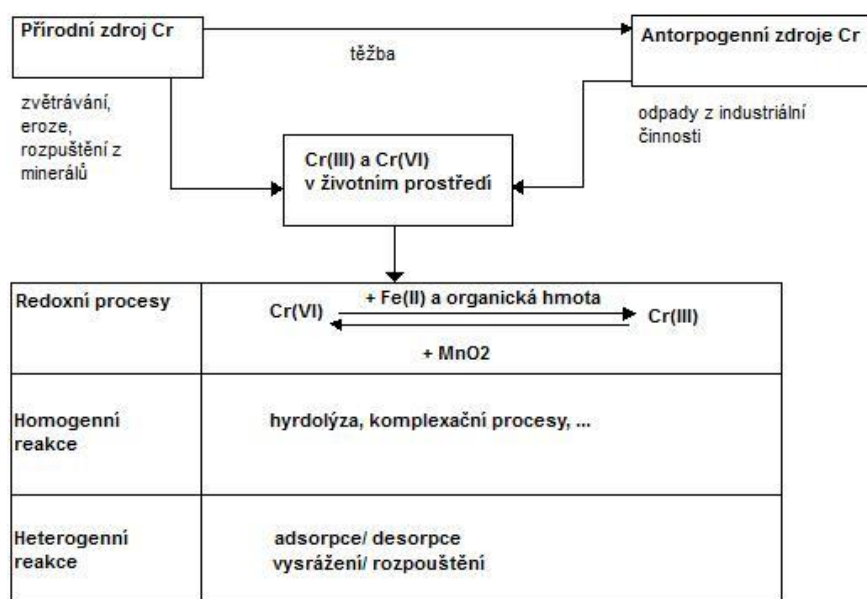 Přírodní zdroj Cr
těžba
Antorpogenní zdroje Cr
zvětrávání,
eroze,
rozpuštění z
minerálů
odpady z industriální
činnosti
Cr(III) a Cr(VI)
v životním prostředí
Redoxní procesy
+ Fe(II) a organická hmota
Cr(VI)
Cr(III)
+ MnO2
Homogenní
reakce
hyrdolýza, komplexační procesy, ...
Heterogenní
reakce
adsorpce/ desorpce
vysrážení/ rozpouštění